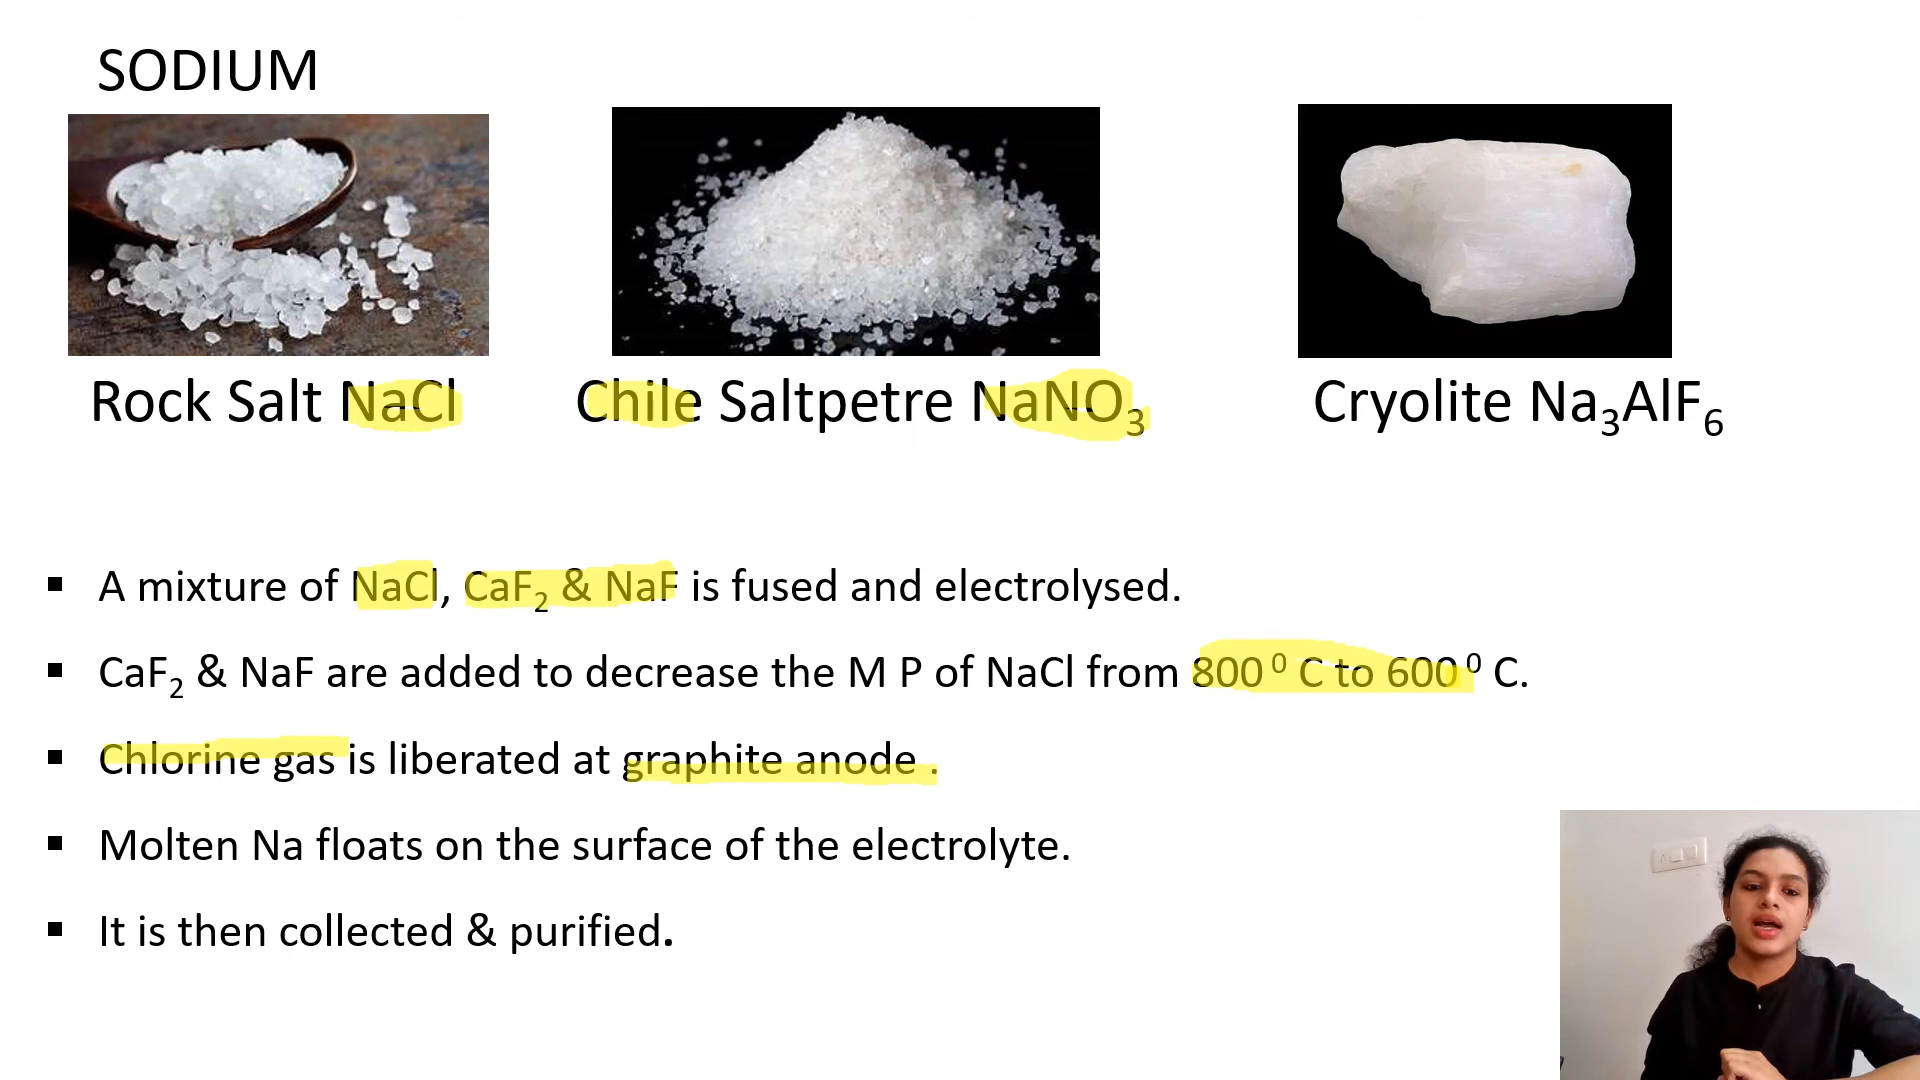 SODIUM
Rock Salt NaCl
Chile Saltpetre NaNO₃
Cryolite Na₃AlF₆
▪ A mixture of NaCl, CaF₂ & NaF is fused and electrolysed.
▪ CaF₂ & NaF are added to decrease the M P of NaCl from 800⁰ C to 600⁰ C.
▪ Chlorine gas is liberated at graphite anode .
▪ Molten Na floats on the surface of the electrolyte.
▪ It is then collected & purified.